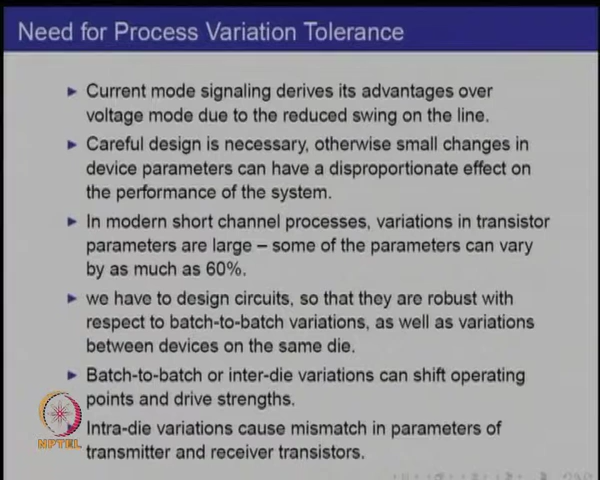 Need for Process Variation Tolerance
Current mode signaling derives its advantages over
voltage mode due to the reduced swing on the line.
Careful design is necessary, otherwise small changes in
device parameters can have a disproportionate effect on
the performance of the system.
In modern short channel processes, variations in transistor
parameters are large – some of the parameters can vary
by as much as 60%.
we have to design circuits, so that they are robust with
respect to batch-to-batch variations, as well as variations
between devices on the same die.
Batch-to-batch or inter-die variations can shift operating
points and drive strengths.
Intra-die variations cause mismatch in parameters of
transmitter and receiver transistors.
NPTEL